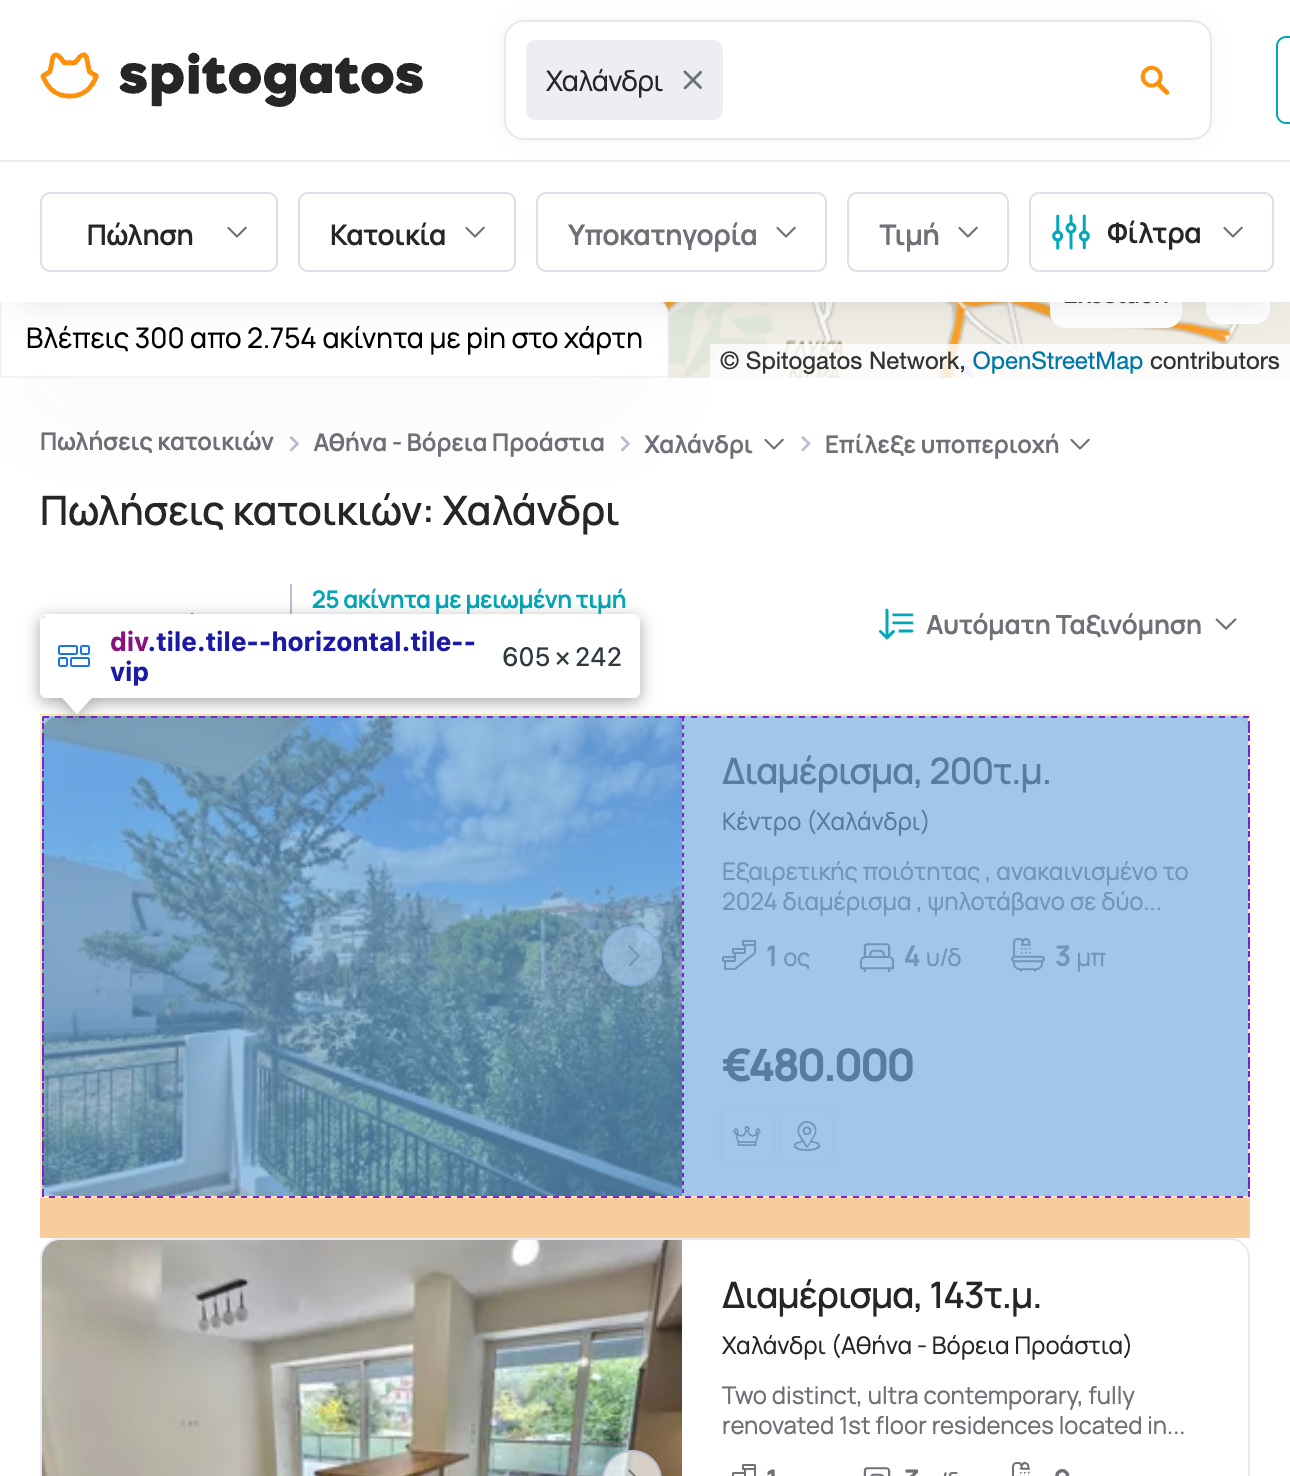 spitogatos
Χαλάνδρι
Πώληση
Κατοικία
Υποκατηγορία
Τιμή
Φίλτρα
Βλέπεις 300 απο 2.754 ακίνητα με pin στο χάρτη
© Spitogatos Network, OpenStreetMap contributors
Πωλήσεις κατοικιών
Αθήνα - Βόρεια Προάστια
Χαλάνδρι
Επίλεξε υποπεριοχή
Πωλήσεις κατοικιών: Χαλάνδρι
25 ακίνητα με μειωμένη τιμή
Αυτόματη Ταξινόμηση
div.tile.tile--horizontal.tile--
vip
605 × 242
Διαμέρισμα, 200τ.μ.
Κέντρο (Χαλάνδρι)
Εξαιρετικής ποιότητας , ανακαινισμένο το
2024 διαμέρισμα , ψηλοτάβανο σε δύο...
1 ος
4 υ/δ
3 μπ
€480.000
Διαμέρισμα, 143τ.μ.
Χαλάνδρι (Αθήνα - Βόρεια Προάστια)
Two distinct, ultra contemporary, fully
renovated 1st floor residences located in...